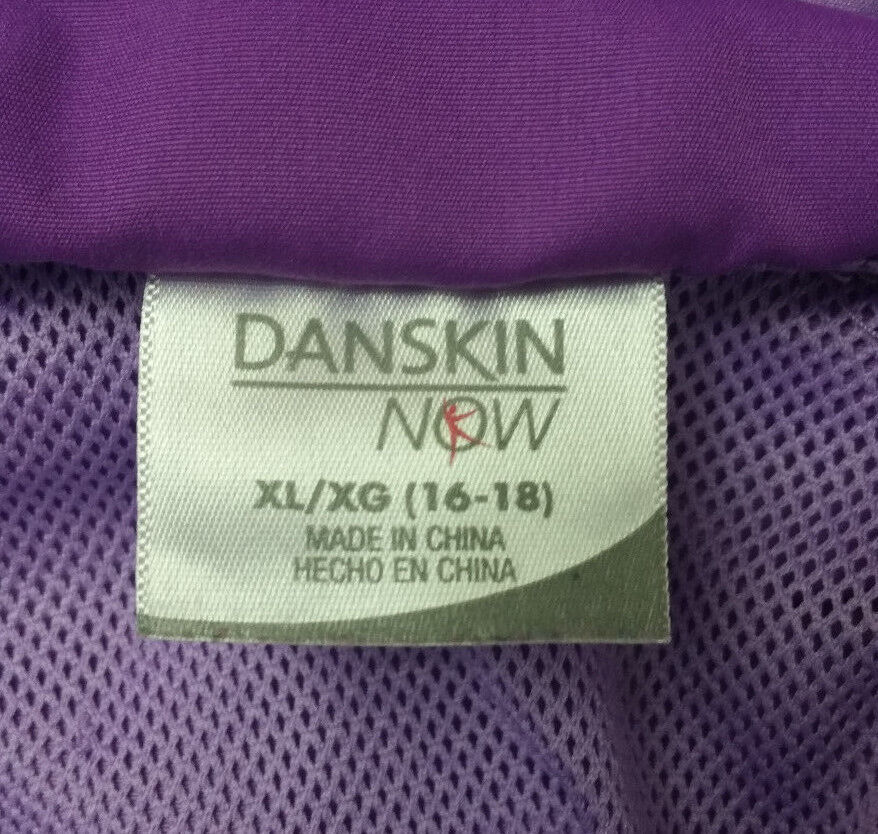 DANSKIN
NOW
XL/XG (16-18)
MADE IN CHINA
HECHO EN CHINA